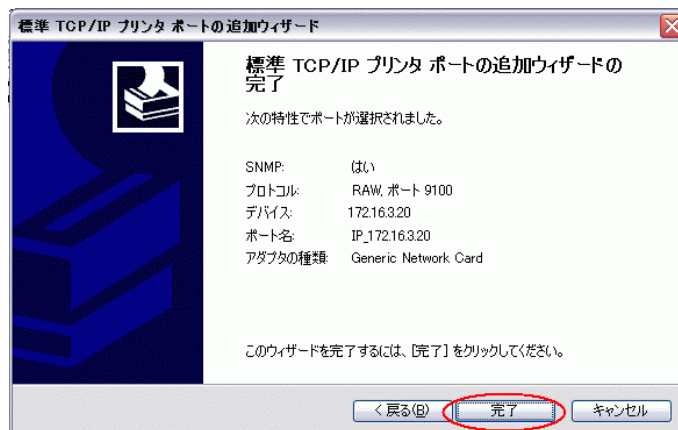 標準 TCP/IP プリンタ ポートの追加ウィザード
標準 TCP/IP プリンタ ポートの追加ウィザードの
完了
次の特性でポートが選択されました。
SNMP: はい
プロトコル: RAW, ポート 9100
デバイス: 172.16.3.20
ポート名: IP_172.16.3.20
アダプタの種類: Generic Network Card
このウィザードを完了するには、[完了] をクリックしてください。
< 戻る(B) 完了 キャンセル